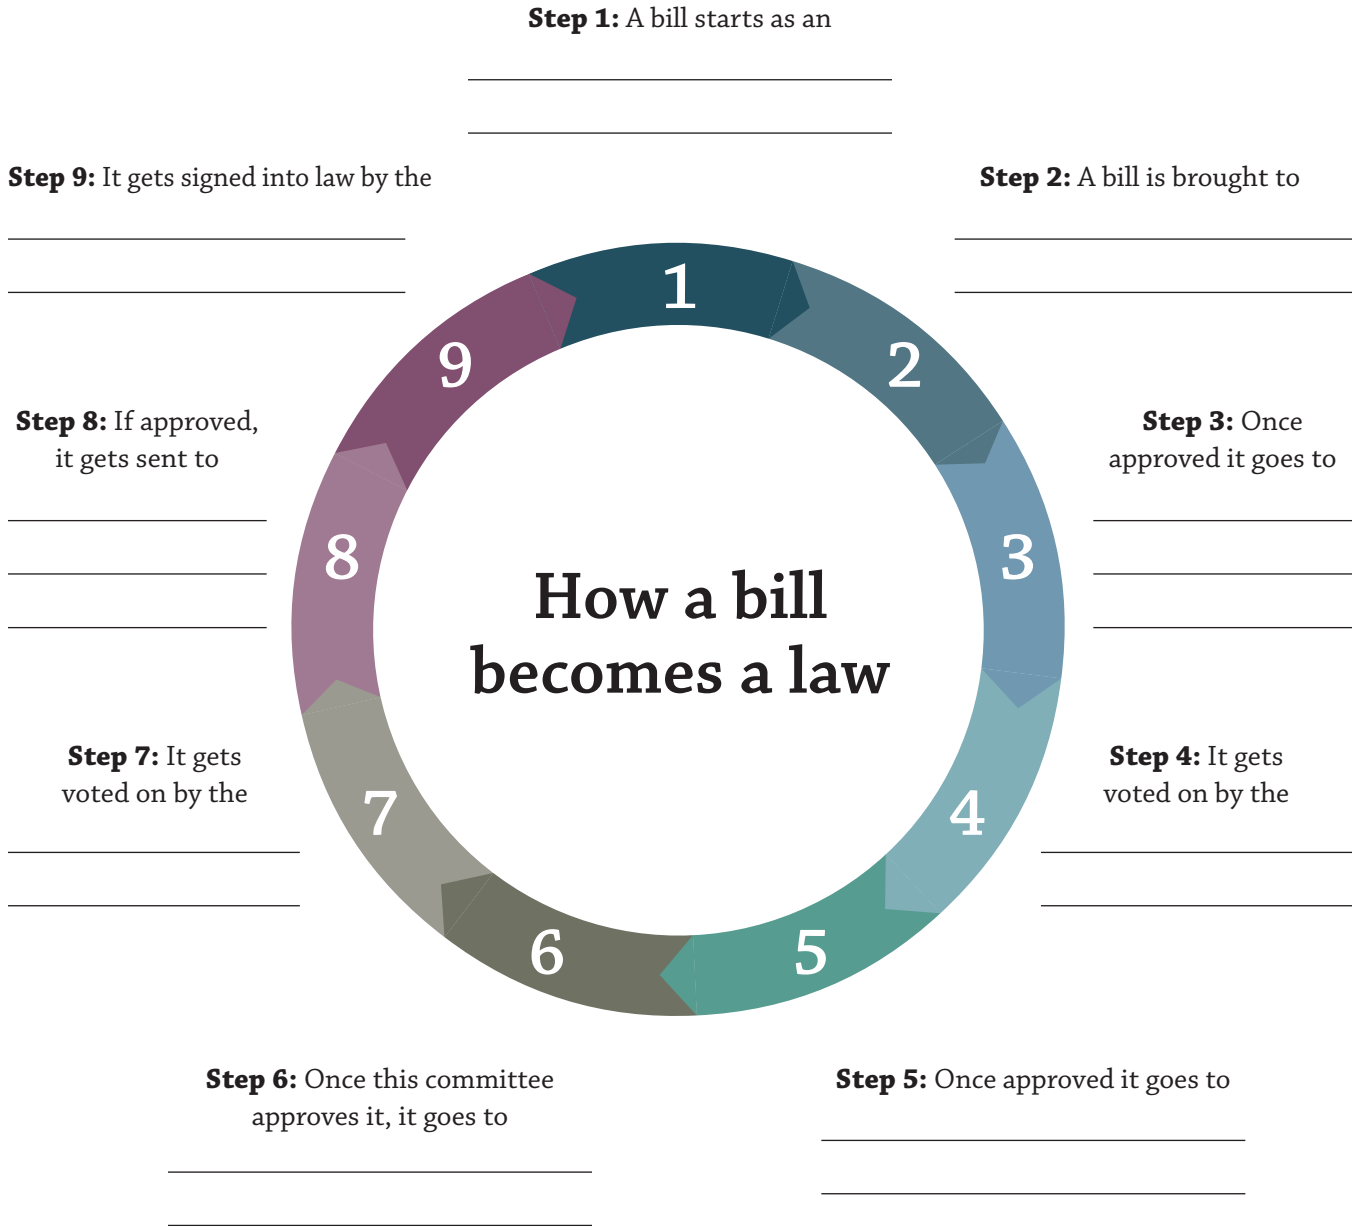 Step 1: A bill starts as an
Step 9: It gets signed into law by the
Step 2: A bill is brought to
1
2
9
Step 8: If approved,
it gets sent to
Step 3: Once
approved it goes to
8
3
How a bill
becomes a law
Step 7: It gets
voted on by the
Step 4: It gets
voted on by the
7
4
6
5
Step 6: Once this committee
approves it, it goes to
Step 5: Once approved it goes to